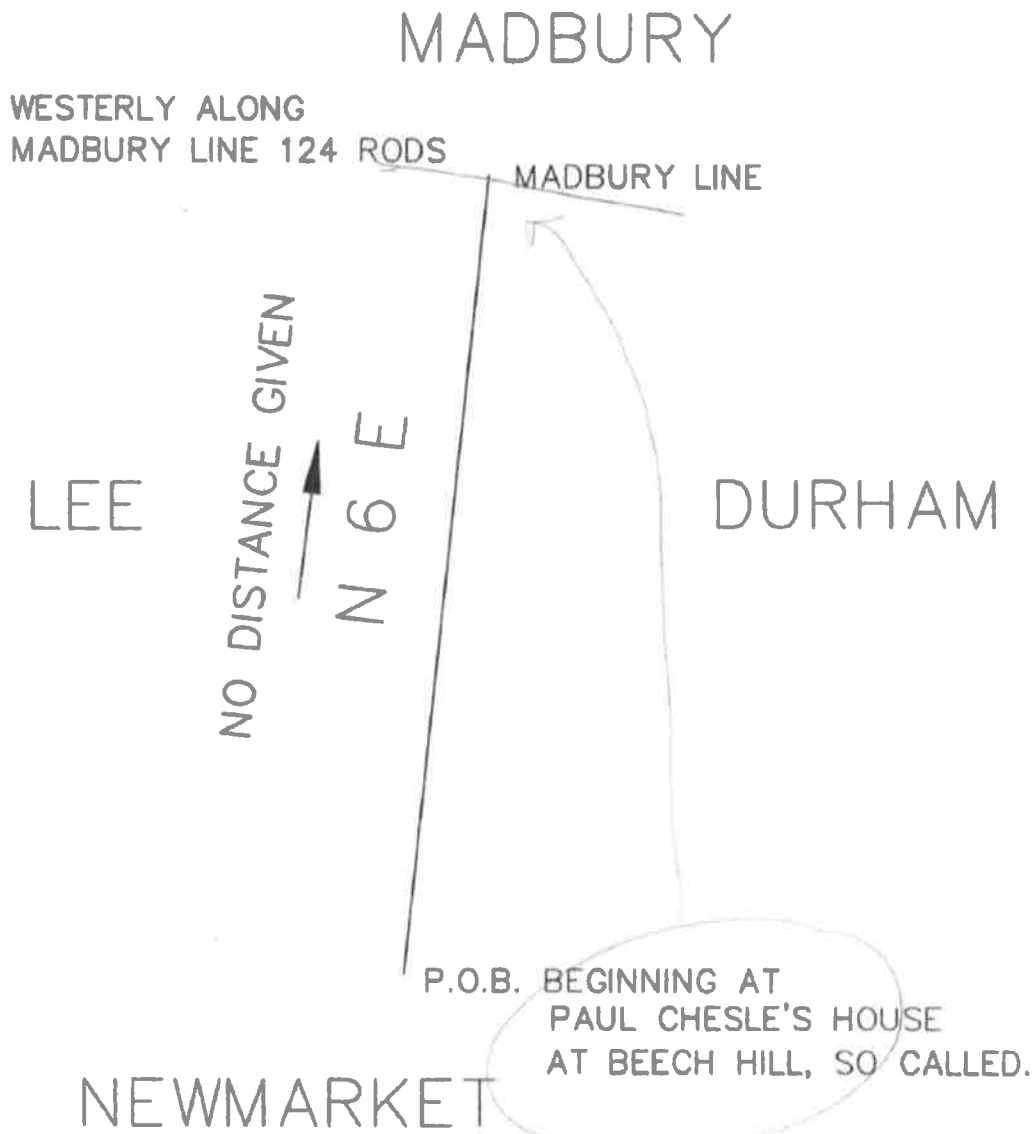 MADBURY
WESTERLY ALONG
MADBURY LINE 124 RODS
MADBURY LINE
NO DISTANCE GIVEN
N 6 E
LEE
DURHAM
P.O.B. BEGINNING AT
PAUL CHESLE'S HOUSE
AT BEECH HILL, SO CALLED.
NEWMARKET